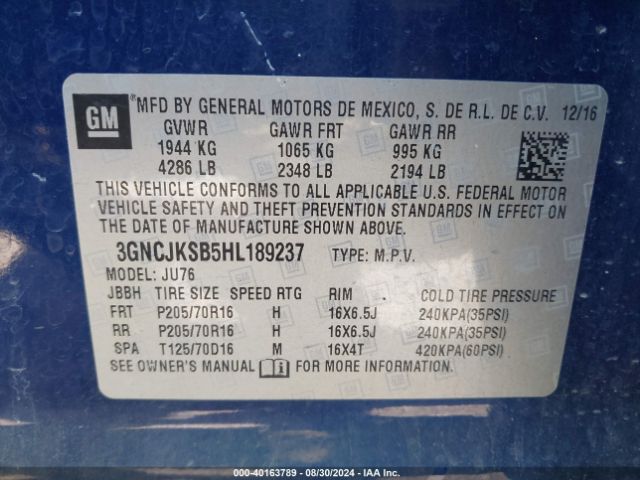 GM
® MFD BY GENERAL MOTORS DE MEXICO, S. DE R.L. DE C.V. 12/16
GVWR GAWR FRT GAWR RR
1944 KG 1065 KG 995 KG
4286 LB 2348 LB 2194 LB
THIS VEHICLE CONFORMS TO ALL APPLICABLE U.S. FEDERAL MOTOR
VEHICLE SAFETY AND THEFT PREVENTION STANDARDS IN EFFECT ON
THE DATE OF MANUFACTURE SHOWN ABOVE.
3GNCJKSB5HL189237 TYPE: M.P.V.
MODEL: JU76
JBBH TIRE SIZE SPEED RTG RIM COLD TIRE PRESSURE
FRT P205/70R16 H 16X6.5J 240KPA(35PSI)
RR P205/70R16 H 16X6.5J 240KPA(35PSI)
SPA T125/70D16 M 16X4T 420KPA(60PSI)
SEE OWNER'S MANUAL i FOR MORE INFORMATION.
000-40163789 - 08/30/2024 - IAA Inc.